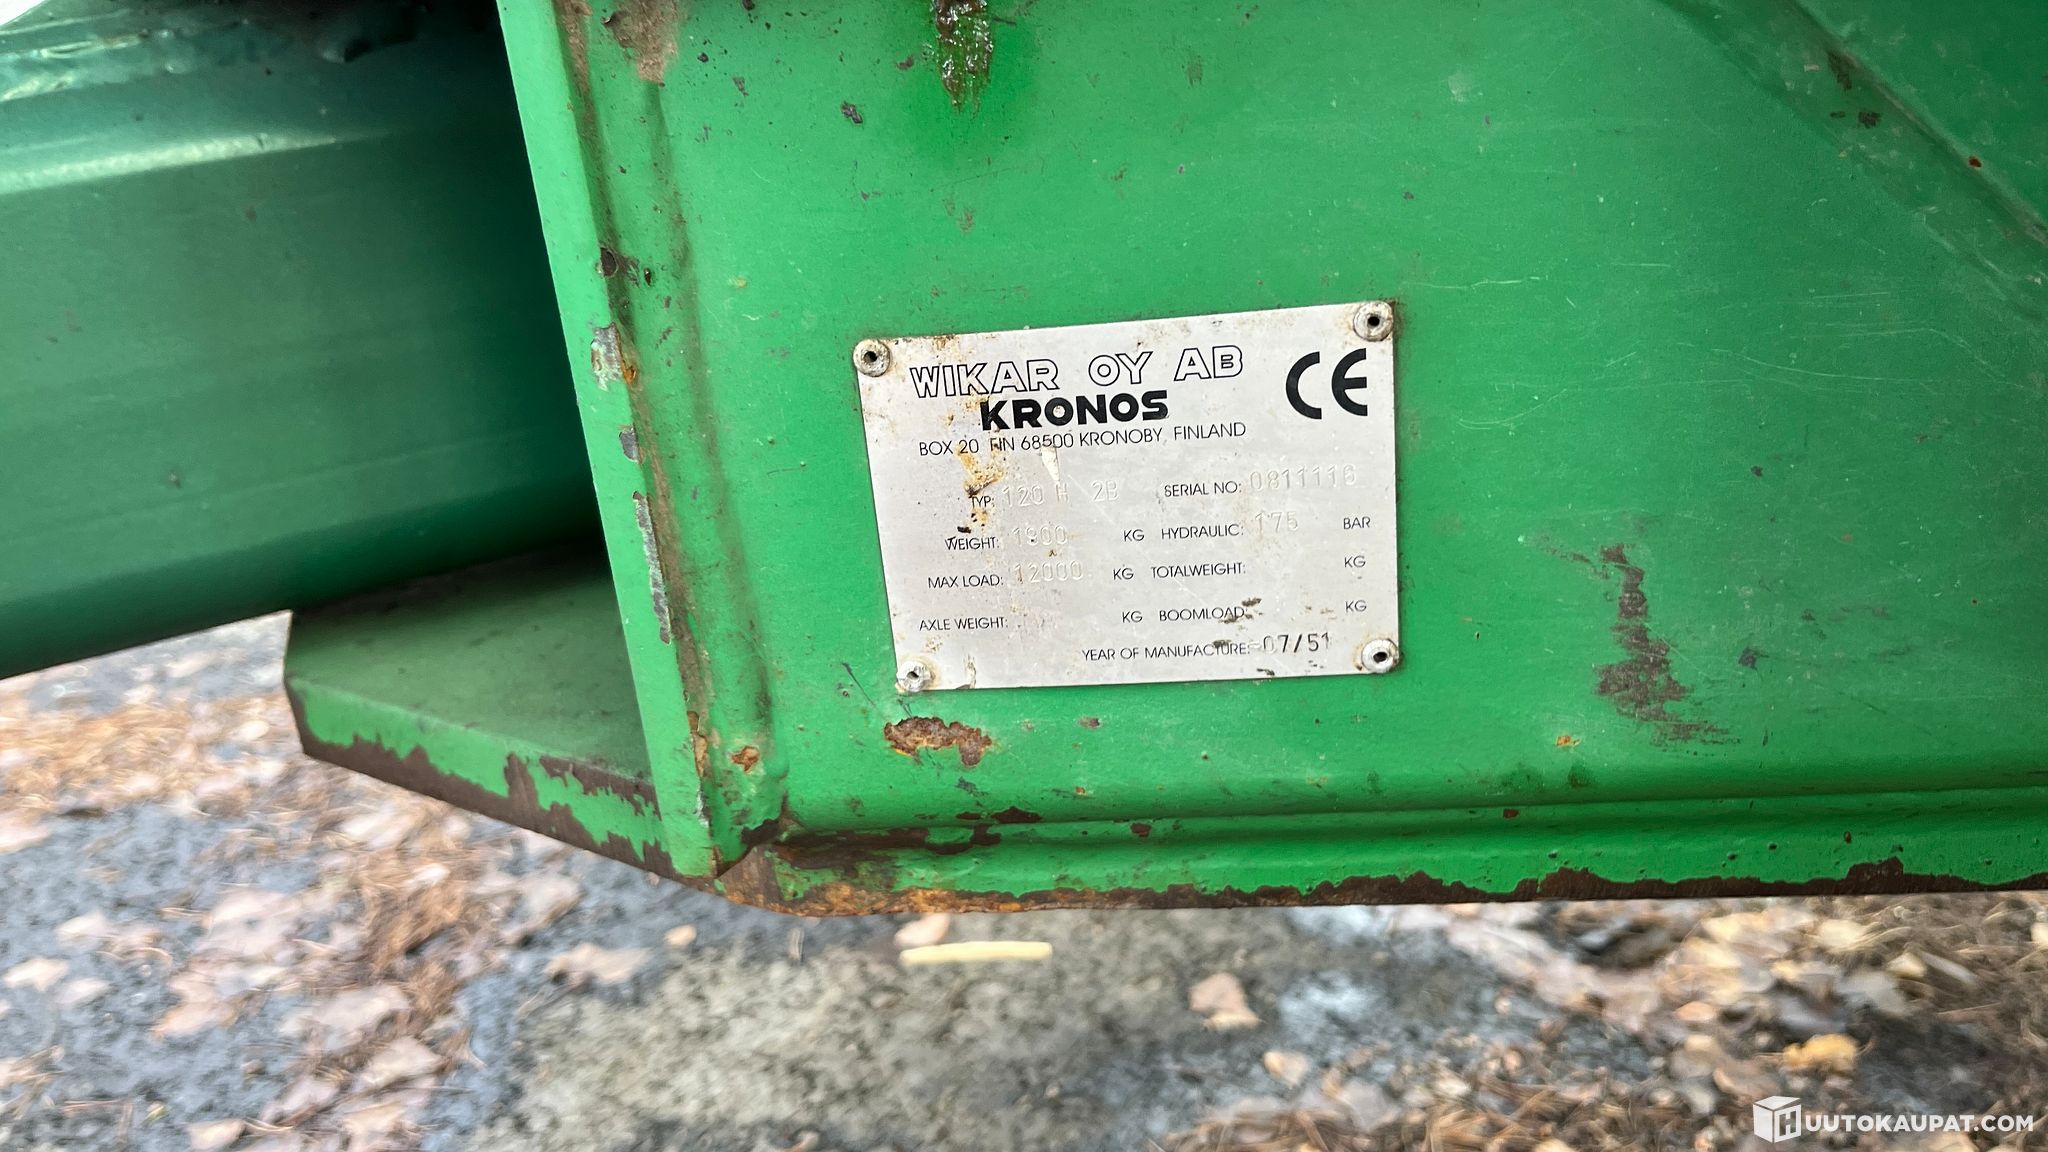 WIKAR OY AB
KRONOS
CE
BOX 20 FIN 68500 KRONOBY, FINLAND
TYP: 120 H 2B SERIAL NO: 0811116
WEIGHT: 1900 KG HYDRAULIC: 175 BAR
MAX LOAD: 12000 KG TOTALWEIGHT: KG
AXLE WEIGHT: KG BOOMLOAD: KG
YEAR OF MANUFACTURE: 07/51
HUUTOKAUPAT.COM